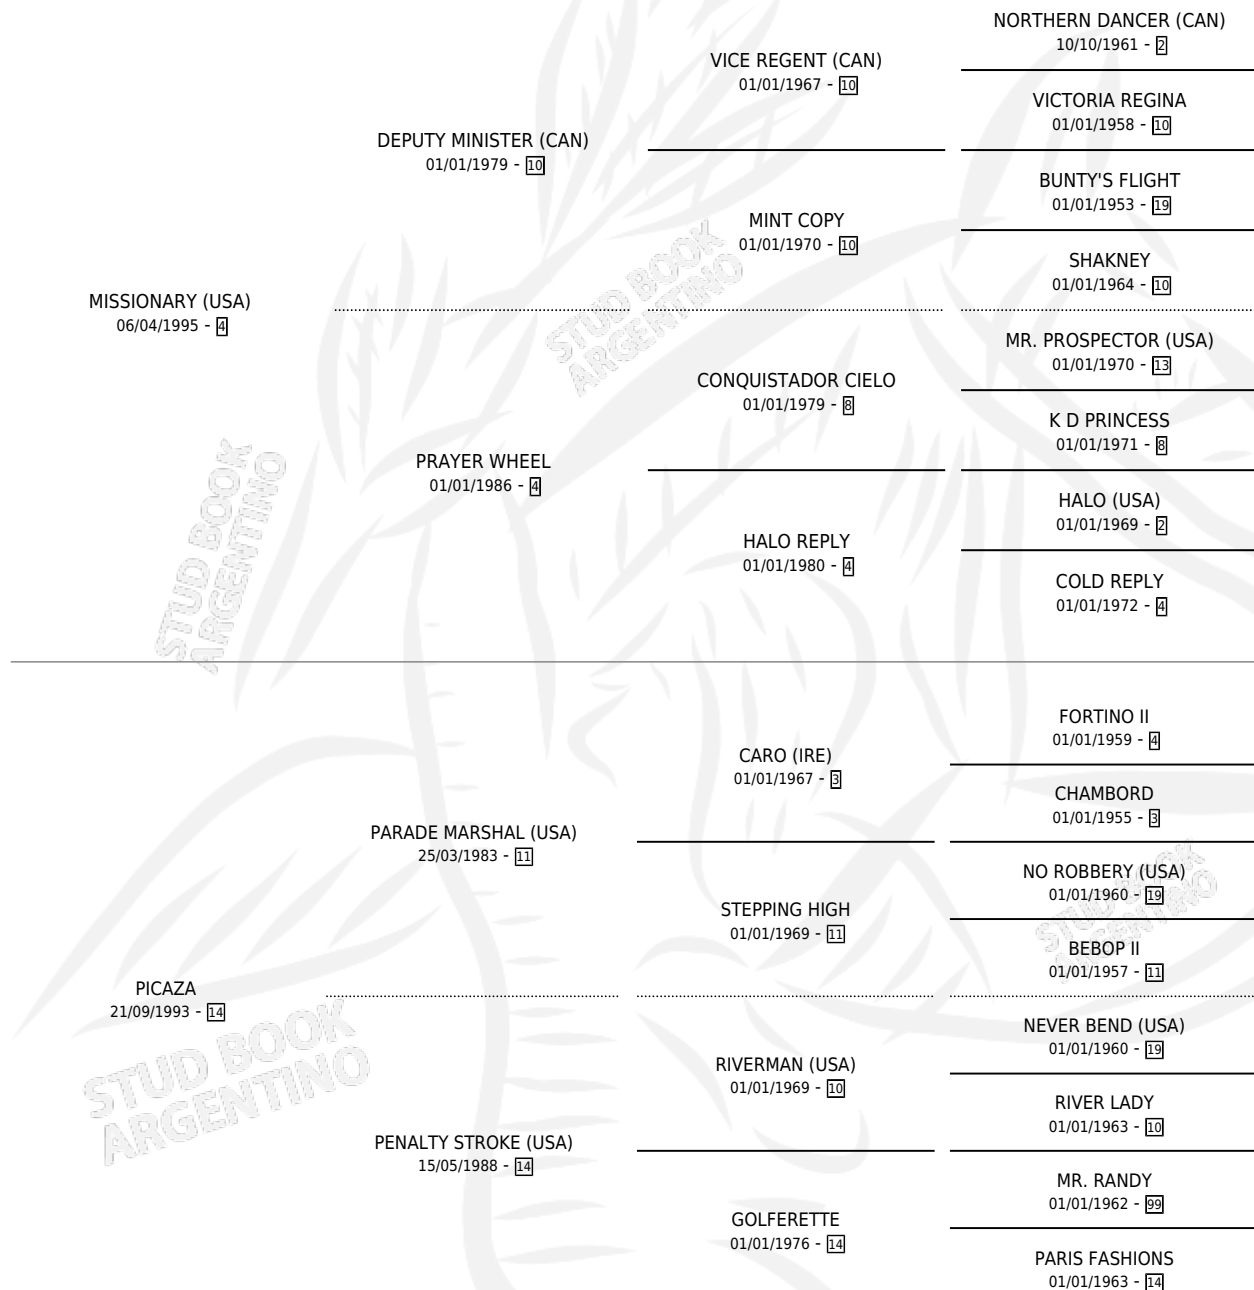 NORTHERN DANCER (CAN)
10/10/1961 - 2
VICE REGENT (CAN)
01/01/1967 - 10
VICTORIA REGINA
01/01/1958 - 10
DEPUTY MINISTER (CAN)
01/01/1979 - 10
BUNTY'S FLIGHT
01/01/1953 - 19
MINT COPY
01/01/1970 - 10
SHAKNEY
01/01/1964 - 10
MISSIONARY (USA)
06/04/1995 - 4
MR. PROSPECTOR (USA)
01/01/1970 - 13
CONQUISTADOR CIELO
01/01/1979 - 8
K D PRINCESS
01/01/1971 - 8
PRAYER WHEEL
01/01/1986 - 4
HALO (USA)
01/01/1969 - 2
HALO REPLY
01/01/1980 - 4
COLD REPLY
01/01/1972 - 4
FORTINO II
01/01/1959 - 4
CARO (IRE)
01/01/1967 - 3
CHAMBORD
01/01/1955 - 3
PARADE MARSHAL (USA)
25/03/1983 - 11
NO ROBBERY (USA)
01/01/1960 - 19
STEPPING HIGH
01/01/1969 - 11
BEBOP II
01/01/1957 - 11
PICAZA
21/09/1993 - 14
NEVER BEND (USA)
01/01/1960 - 19
RIVERMAN (USA)
01/01/1969 - 10
RIVER LADY
01/01/1963 - 10
PENALTY STROKE (USA)
15/05/1988 - 14
MR. RANDY
01/01/1962 - 99
GOLFERETTE
01/01/1976 - 14
PARIS FASHIONS
01/01/1963 - 14
STUD BOOK
ARGENTINO
STUD BOOK
ARGENTINO
STUD BOOK
ARGENTINO
STUD BOOK
ARGENTINO